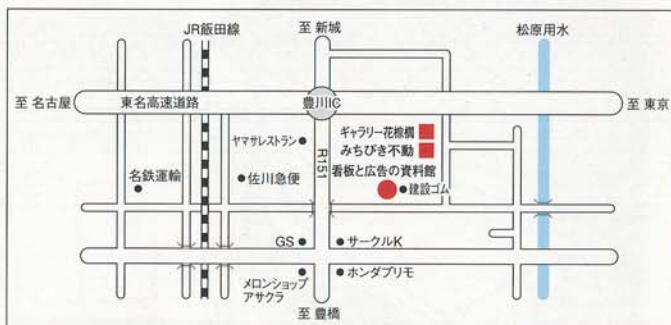 JR飯田線
至 新城
松原用水
至 名古屋
東名高速道路
豊川IC
至 東京
ヤマサレストラン
R151
ギャラリー花棕櫚
みちびき不動
看板と広告の資料館
名鉄運輸
佐川急便
建設ゴム
GS
サークルK
メロンショップ
アサクラ
ホンダプリモ
至 豊橋